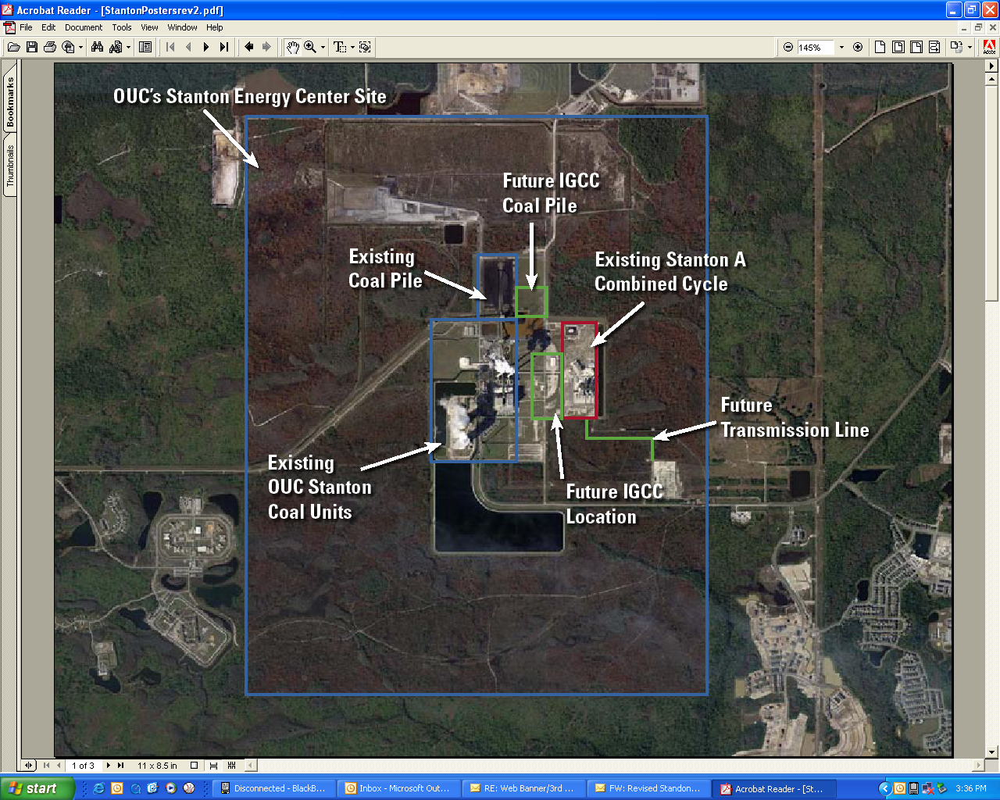 Acrobat Reader - [StantonPostersrev2.pdf]
File Edit Document Tools View Window Help
145%
Adobe
Bookmarks
Thumbnails
OUC's Stanton Energy Center Site
Future IGCC
Coal Pile
Existing
Coal Pile
Existing Stanton A
Combined Cycle
Future
Transmission Line
Existing
OUC Stanton
Coal Units
Future IGCC
Location
1 of 3
11 x 8.5 in
start
Disconnected - BlackB...
Inbox - Microsoft Out...
RE: Web Banner/3rd ...
FW: Revised Standon...
Acrobat Reader - [St...
3:36 PM